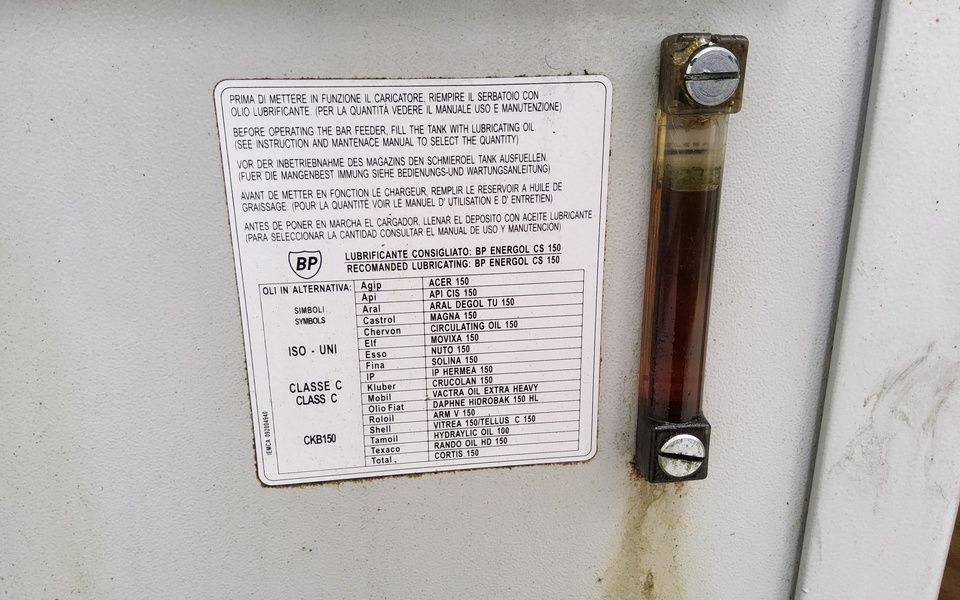 PRIMA DI METTERE IN FUNZIONE IL CARICATORE, RIEMPIRE IL SERBATOIO CON
OLIO LUBRIFICANTE. (PER LA QUANTITÀ VEDERE IL MANUALE USO E MANUTENZIONE)
BEFORE OPERATING THE BAR FEEDER, FILL THE TANK WITH LUBRICATING OIL.
(SEE INSTRUCTION AND MANTENACE MANUAL TO SELECT THE QUANTITY)
VOR DER INBETRIEBNAHME DES MAGAZINS DEN SCHMIEROEL TANK AUSFUELLEN.
(FUER DIE MANGENBEST IMMUNG SIEHE BEDIENUNGS-UND WARTUNGSANLEITUNG)
AVANT DE METTER EN FONCTION LE CHARGEUR, REMPLIR LE RESERVOIR A HUILE DE
GRAISSAGE. (POUR LA QUANTITÉ VOIR LE MANUEL D' UTILISATION E D' ENTRETIEN)
ANTES DE PONER EN MARCHA EL CARGADOR, LLENAR EL DEPOSITO CON ACEITE LUBRICANTE
(PARA SELECCIONAR LA CANTIDAD CONSULTAR EL MANUAL DE USO Y MANUTENCION)
BP
LUBRIFICANTE CONSIGLIATO: BP ENERGOL CS 150
RECOMANDED LUBRICATING: BP ENERGOL CS 150
OLI IN ALTERNATIVA:
SIMBOLI
SYMBOLS
ISO - UNI
CLASSE C
CLASS C
CKB150
Agip ACER 150
Api API CIS 150
Aral ARAL DEGOL TU 150
Castrol MAGNA 150
Chervon CIRCULATING OIL 150
Elf MOVIXA 150
Esso NUTO 150
Fina SOLINA 150
IP IP HERMEA 150
Kluber CRUCOLAN 150
Mobil VACTRA OIL EXTRA HEAVY
Olio Fiat DAPHNE HIDROBAK 150 HL
Roloil ARM V 150
Shell VITREA 150/TELLUS C 150
Tamoil HYDRAYLIC OIL 100
Texaco RANDO OIL HD 150
Total. CORTIS 150
IEMCA 092004640